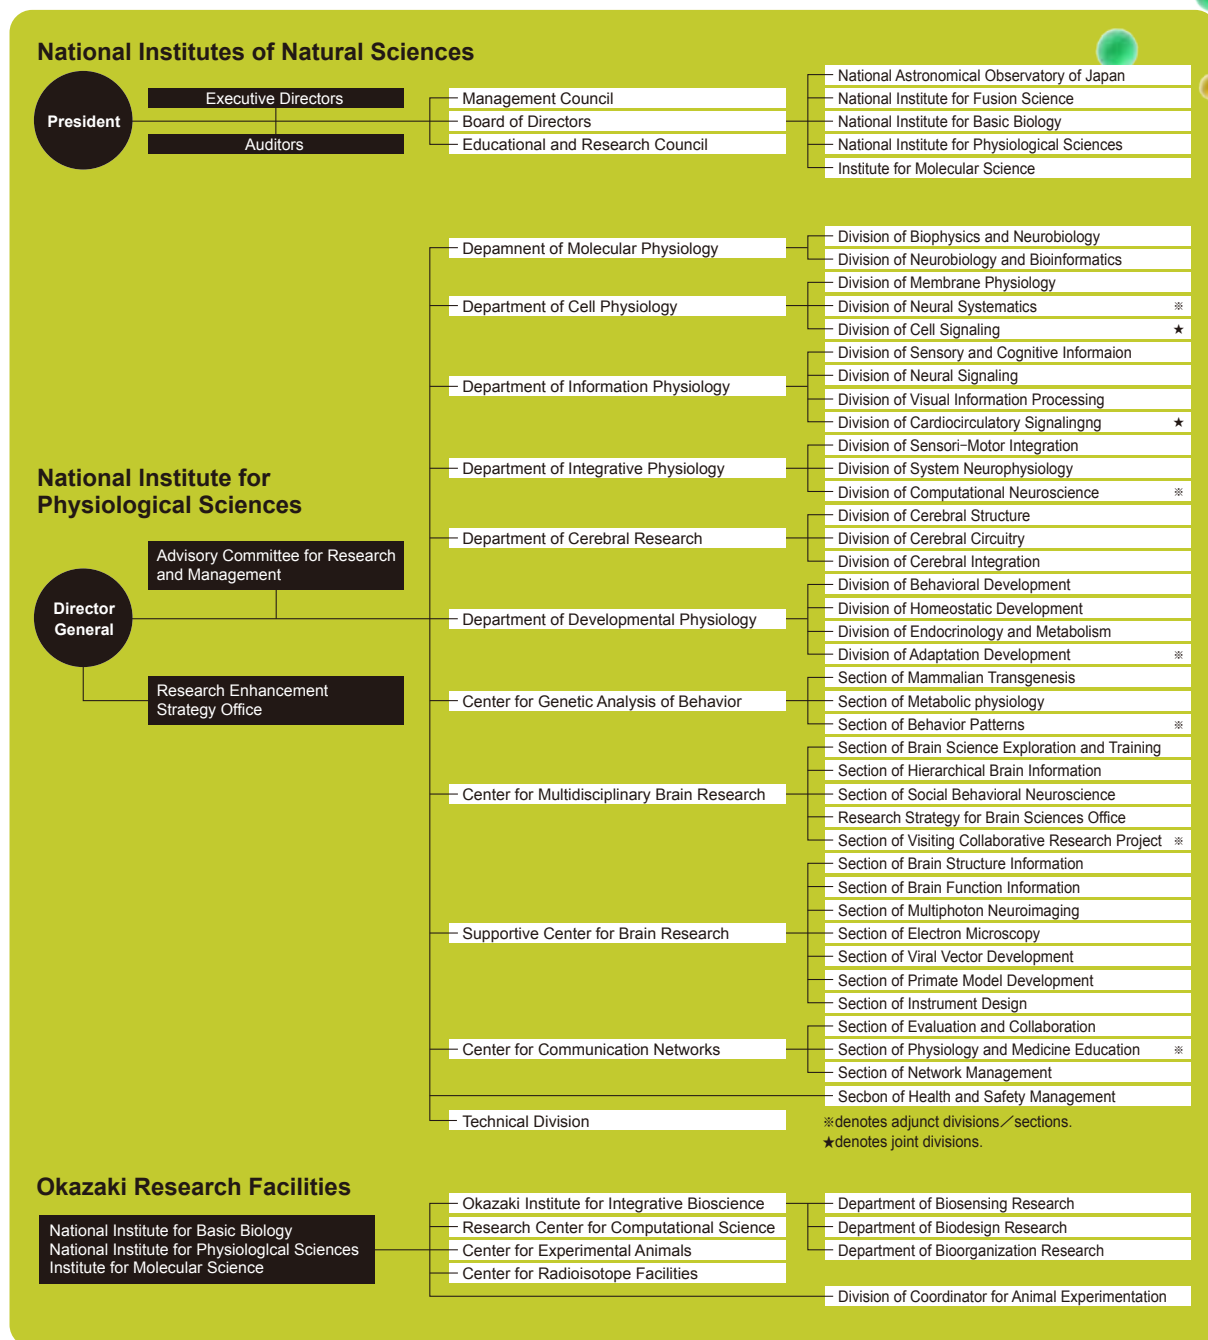 National Institutes of Natural Sciences
President
Executive Directors
Auditors
Management Council
Board of Directors
Educational and Research Council
National Astronomical Observatory of Japan
National Institute for Fusion Science
National Institute for Basic Biology
National Institute for Physiological Sciences
Institute for Molecular Science
National Institute for
Physiological Sciences
Director
General
Advisory Committee for Research
and Management
Research Enhancement
Strategy Office
Depamnent of Molecular Physiology
Division of Biophysics and Neurobiology
Division of Neurobiology and Bioinformatics
Department of Cell Physiology
Division of Membrane Physiology
Division of Neural Systematics ※
Division of Cell Signaling ★
Department of Information Physiology
Division of Sensory and Cognitive Informaion
Division of Neural Signaling
Division of Visual Information Processing
Division of Cardiocirculatory Signalingng ★
Department of Integrative Physiology
Division of Sensori-Motor Integration
Division of System Neurophysiology
Division of Computational Neuroscience ※
Department of Cerebral Research
Division of Cerebral Structure
Division of Cerebral Circuitry
Division of Cerebral Integration
Department of Developmental Physiology
Division of Behavioral Development
Division of Homeostatic Development
Division of Endocrinology and Metabolism
Division of Adaptation Development ※
Center for Genetic Analysis of Behavior
Section of Mammalian Transgenesis
Section of Metabolic physiology
Section of Behavior Patterns ※
Center for Multidisciplinary Brain Research
Section of Brain Science Exploration and Training
Section of Hierarchical Brain Information
Section of Social Behavioral Neuroscience
Research Strategy for Brain Sciences Office
Section of Visiting Collaborative Research Project ※
Supportive Center for Brain Research
Section of Brain Structure Information
Section of Brain Function Information
Section of Multiphoton Neuroimaging
Section of Electron Microscopy
Section of Viral Vector Development
Section of Primate Model Development
Section of Instrument Design
Center for Communication Networks
Section of Evaluation and Collaboration
Section of Physiology and Medicine Education ※
Section of Network Management
Secbon of Health and Safety Management
Technical Division
※denotes adjunct divisions／sections.
★denotes joint divisions.
Okazaki Research Facilities
National Institute for Basic Biology
National Institute for Physiologlcal Sciences
Institute for Molecular Science
Okazaki Institute for Integrative Bioscience
Research Center for Computational Science
Center for Experimental Animals
Center for Radioisotope Facilities
Department of Biosensing Research
Department of Biodesign Research
Department of Bioorganization Research
Division of Coordinator for Animal Experimentation